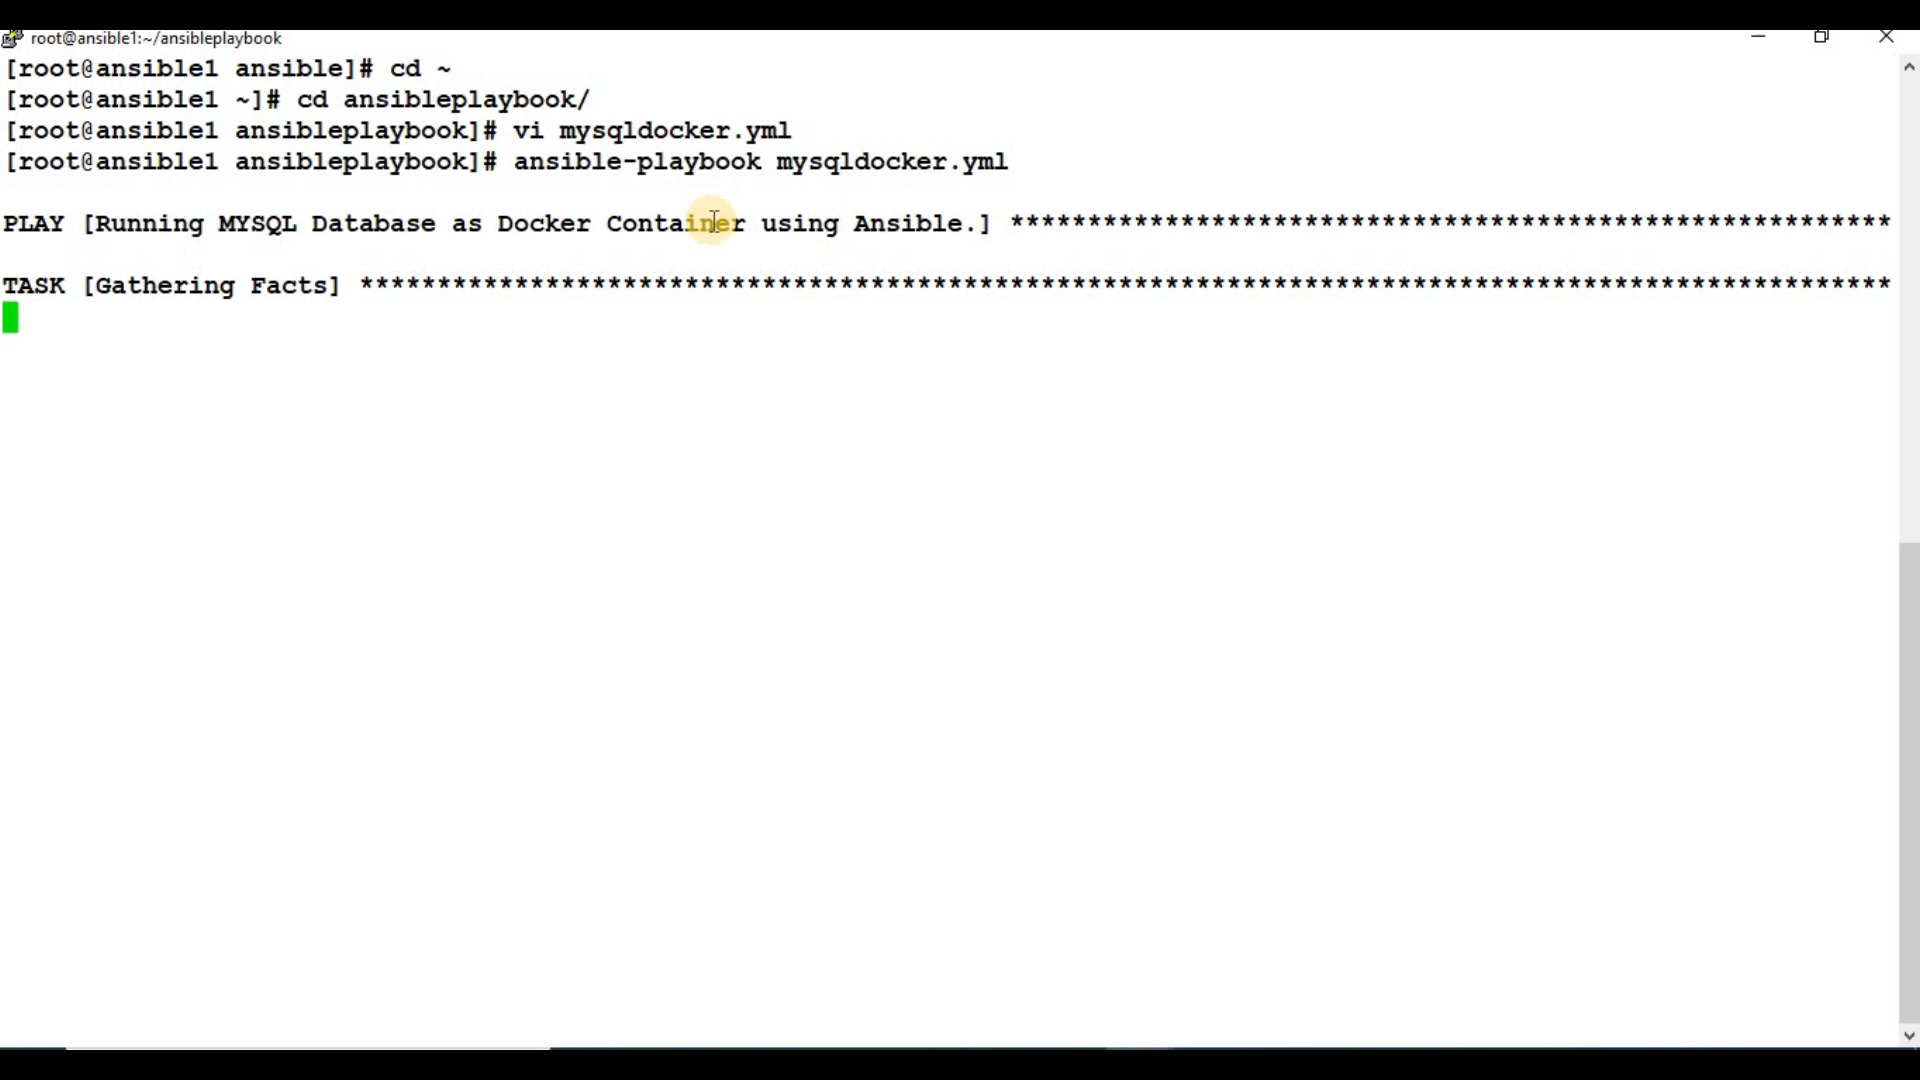 root@ansible1:~/ansibleplaybook
[root@ansible1 ansible]# cd ~
[root@ansible1 ~]# cd ansibleplaybook/
[root@ansible1 ansibleplaybook]# vi mysqldocker.yml
[root@ansible1 ansibleplaybook]# ansible-playbook mysqldocker.yml
PLAY [Running MYSQL Database as Docker Container using Ansible.] *********************************************************
TASK [Gathering Facts] ***************************************************************************************************